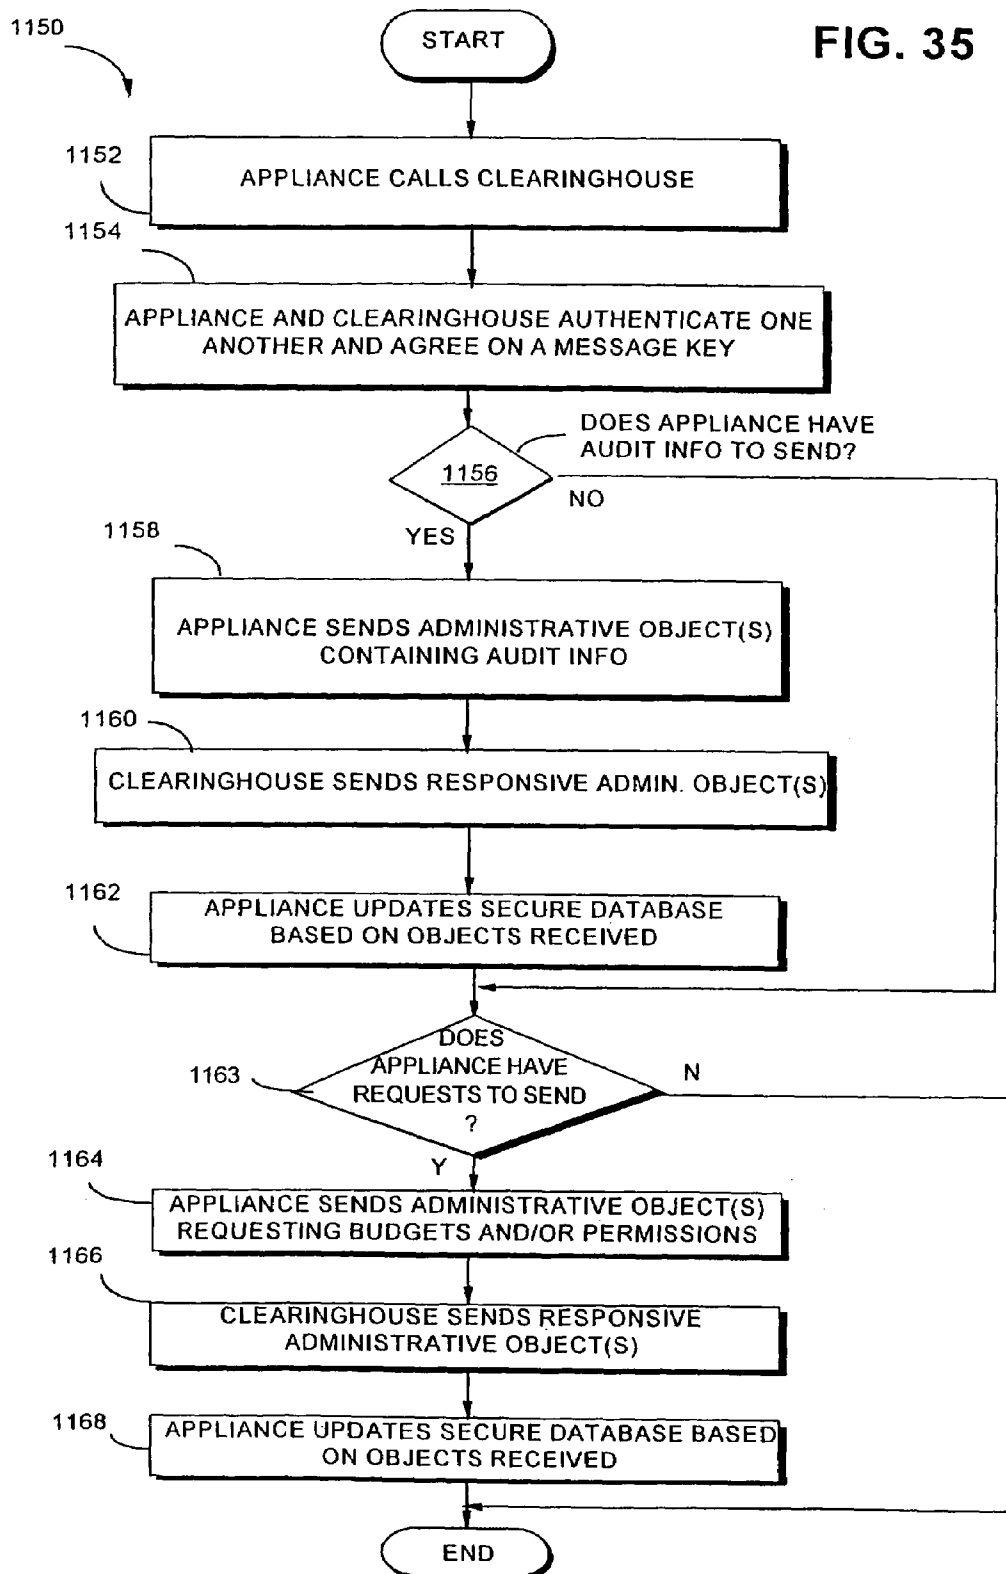 1150
START
FIG. 35
1152
APPLIANCE CALLS CLEARINGHOUSE
1154
APPLIANCE AND CLEARINGHOUSE AUTHENTICATE ONE
ANOTHER AND AGREE ON A MESSAGE KEY
DOES APPLIANCE HAVE
AUDIT INFO TO SEND?
1156
NO
YES
1158
APPLIANCE SENDS ADMINISTRATIVE OBJECT(S)
CONTAINING AUDIT INFO
1160
CLEARINGHOUSE SENDS RESPONSIVE ADMIN. OBJECT(S)
1162
APPLIANCE UPDATES SECURE DATABASE
BASED ON OBJECTS RECEIVED
1163
DOES
APPLIANCE HAVE
REQUESTS TO SEND
?
N
Y
1164
APPLIANCE SENDS ADMINISTRATIVE OBJECT(S)
REQUESTING BUDGETS AND/OR PERMISSIONS
1166
CLEARINGHOUSE SENDS RESPONSIVE
ADMINISTRATIVE OBJECT(S)
1168
APPLIANCE UPDATES SECURE DATABASE BASED
ON OBJECTS RECEIVED
END